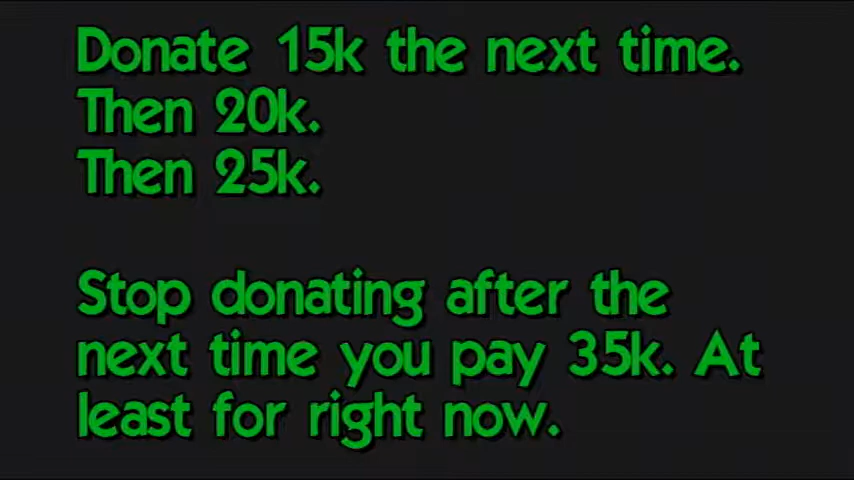 Donate 15k the next time.
Then 20k.
Then 25k.
Stop donating after the
next time you pay 35k. At
least for right now.